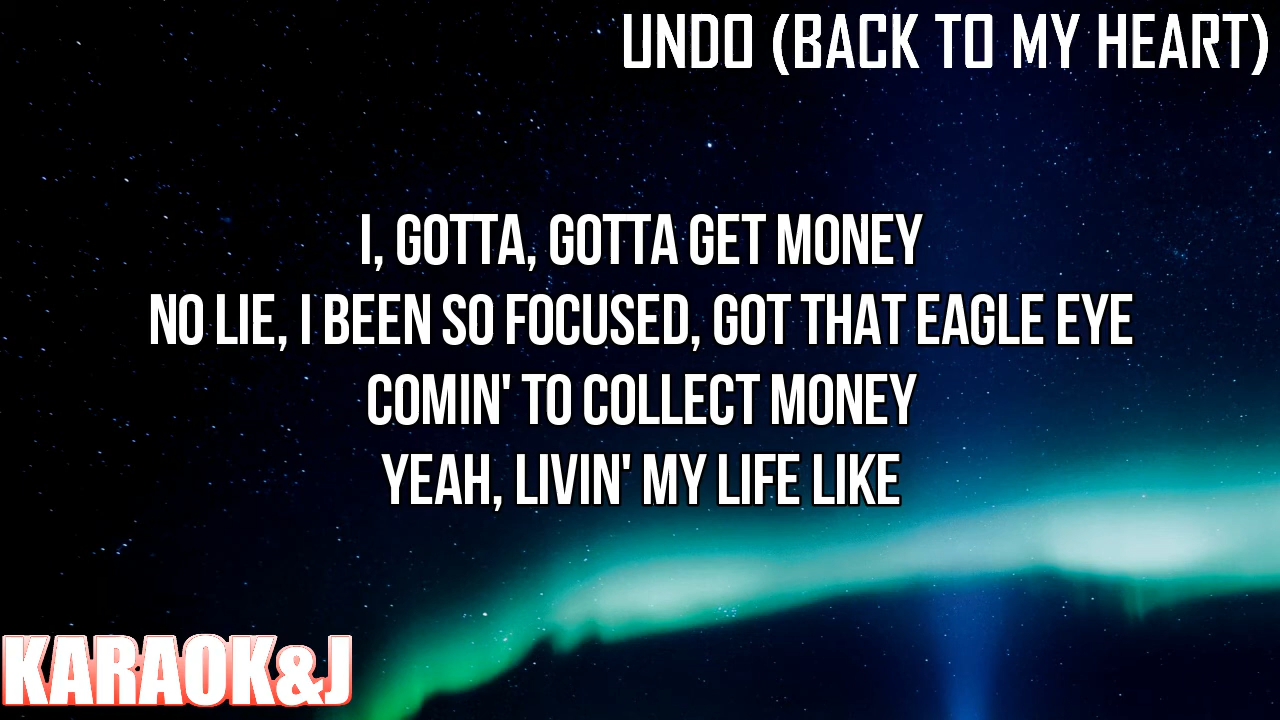 UNDO (BACK TO MY HEART)
I, GOTTA, GOTTA GET MONEY
NO LIE, I BEEN SO FOCUSED, GOT THAT EAGLE EYE
COMIN' TO COLLECT MONEY
YEAH, LIVIN' MY LIFE LIKE
KARAOK&J